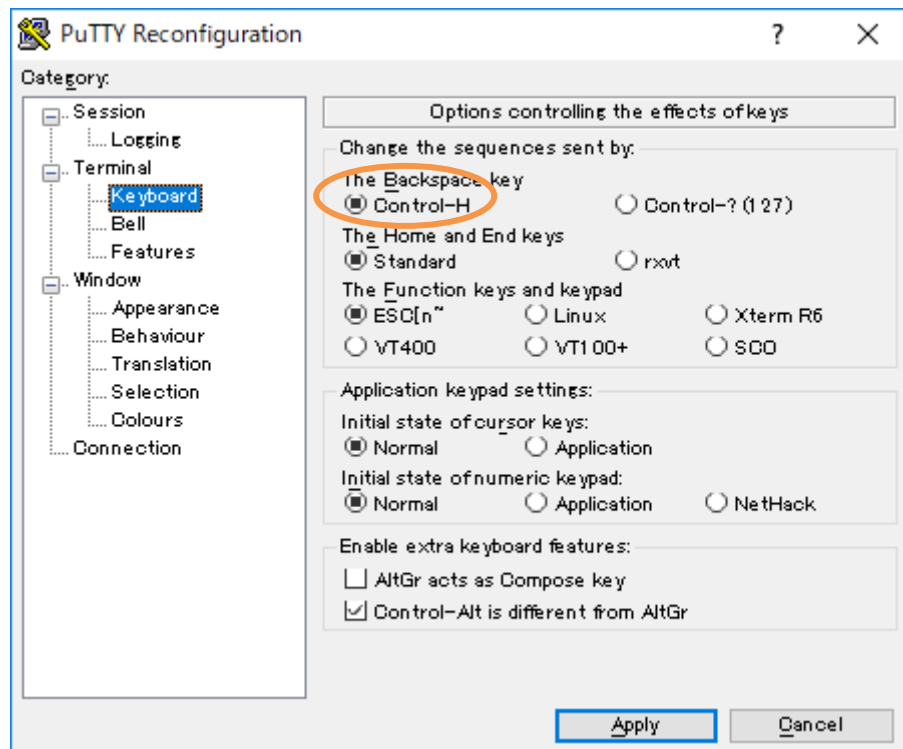 PuTTY Reconfiguration
?
Category:
Session
Logging
Terminal
Keyboard
Bell
Features
Window
Appearance
Behaviour
Translation
Selection
Colours
Connection
Options controlling the effects of keys
Change the sequences sent by:
The Backspace key
Control-H Control-? (127)
The Home and End keys
Standard rxvt
The Function keys and keypad
ESC[n~ Linux Xterm R6
VT400 VT100+ SCO
Application keypad settings:
Initial state of cursor keys:
Normal Application
Initial state of numeric keypad:
Normal Application NetHack
Enable extra keyboard features:
AltGr acts as Compose key
Control-Alt is different from AltGr
Apply Cancel